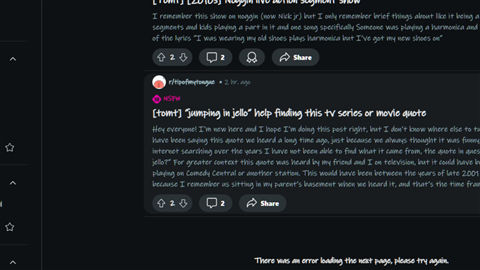 [tomt] [2010s] Noggin live action segment show
I remember this show on noggin (now Nick jr) but I only remember brief things about like it being a
segments and kids playing a part in it and one song specifically Someone was playing a harmonica and
of the lyrics "I was wearing my old shoes plays harmonica but I've got my new shoes on"
2 2 Share
r/tipofmytongue • 2 hr. ago
NSFW
[tomt] "jumping in jello" help finding this tv series or movie quote
Hey everyone! I'm new here and I hope I'm doing this post right, but I don't know where else to tu
have been saying this quote we heard a long time ago, just because we always thought it was funny
internet searching over the years I have not been able to find what it came from, the quote in quest
jello?" For greater context this quote was heard by my friend and I on television, but it could have b
playing on Comedy Central or another station. This would have been between the years of late 2001
because I remember us sitting in my parent's basement when we heard it, and that's the time fram
2 2 Share
There was an error loading the next page, please try again.